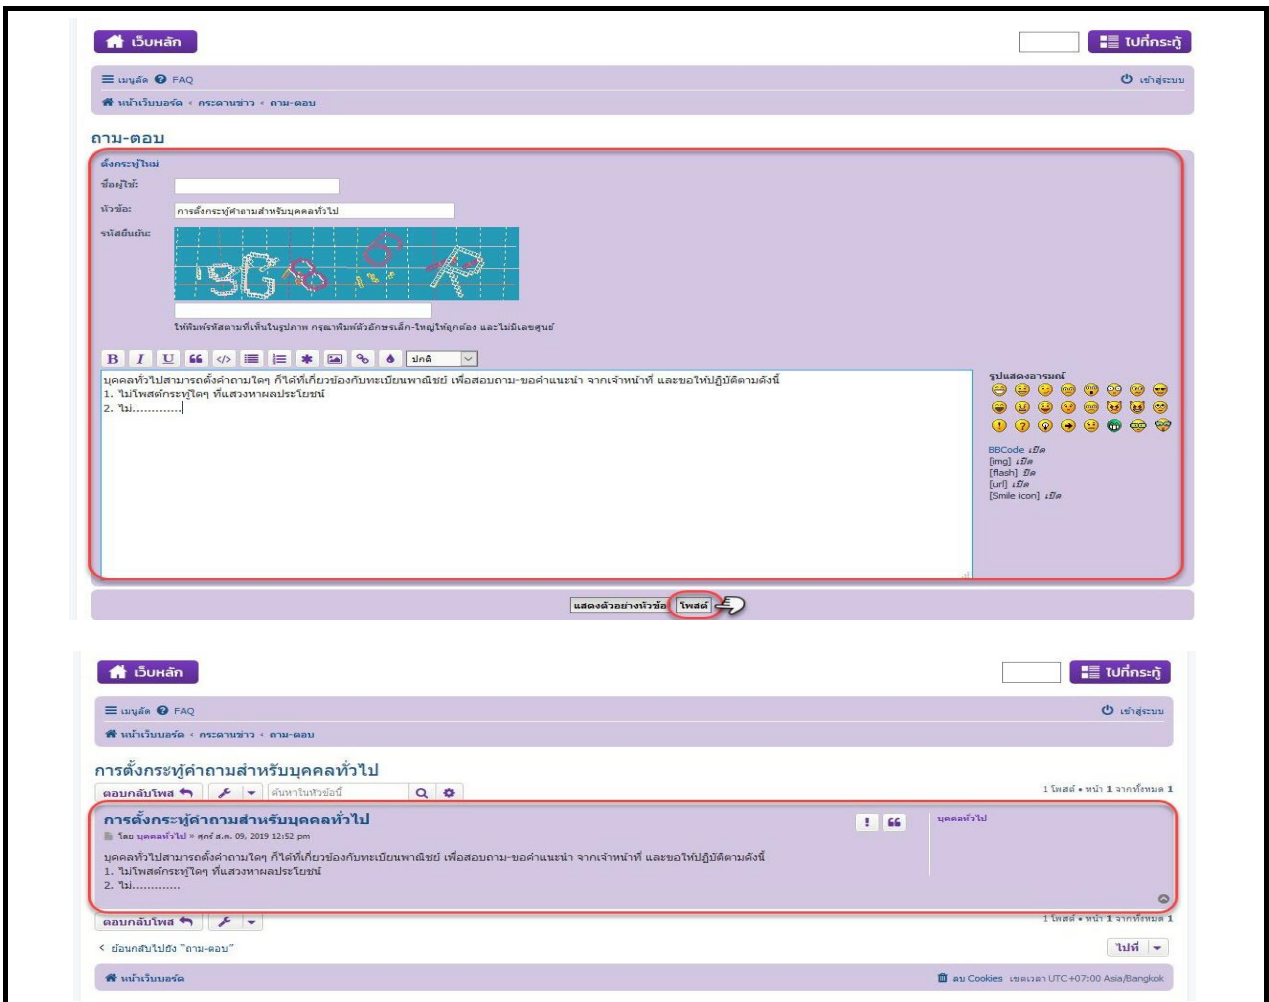 เว็บหลัก
ไปที่กระทู้
เมนูลัด FAQ
เข้าสู่ระบบ
หน้าเว็บบอร์ด ‹ กระดานข่าว ‹ ถาม-ตอบ
ถาม-ตอบ
ตั้งกระทู้ใหม่
ชื่อผู้ใช้:
หัวข้อ: การตั้งกระทู้คำถามสำหรับบุคคลทั่วไป
รหัสยืนยัน:
ให้พิมพ์รหัสตามที่เห็นในรูปภาพ กรุณาพิมพ์ตัวอักษรเล็ก-ใหญ่ให้ถูกต้อง และไม่มีเลขศูนย์
B I U ปกติ
บุคคลทั่วไปสามารถตั้งคำถามใดๆ ก็ได้ที่เกี่ยวข้องกับทะเบียนพาณิชย์ เพื่อสอบถาม-ขอคำแนะนำ จากเจ้าหน้าที่ และขอให้ปฏิบัติตามดังนี้
1. ไม่โพสต์กระทู้ใดๆ ที่แสวงหาผลประโยชน์
2. ไม่.............
รูปแสดงอารมณ์
BBCode เปิด
[img] เปิด
[flash] ปิด
[url] เปิด
[Smile icon] เปิด
แสดงตัวอย่างหัวข้อ โพสต์
เว็บหลัก
ไปที่กระทู้
เมนูลัด FAQ
เข้าสู่ระบบ
หน้าเว็บบอร์ด ‹ กระดานข่าว ‹ ถาม-ตอบ
การตั้งกระทู้คำถามสำหรับบุคคลทั่วไป
ตอบกลับโพส ค้นหาในหัวข้อนี้
1 โพสต์ • หน้า 1 จากทั้งหมด 1
การตั้งกระทู้คำถามสำหรับบุคคลทั่วไป
บุคคลทั่วไป
โดย บุคคลทั่วไป » ศุกร์ ส.ค. 09, 2019 12:52 pm
บุคคลทั่วไปสามารถตั้งคำถามใดๆ ก็ได้ที่เกี่ยวข้องกับทะเบียนพาณิชย์ เพื่อสอบถาม-ขอคำแนะนำ จากเจ้าหน้าที่ และขอให้ปฏิบัติตามดังนี้
1. ไม่โพสต์กระทู้ใดๆ ที่แสวงหาผลประโยชน์
2. ไม่.............
ตอบกลับโพส
1 โพสต์ • หน้า 1 จากทั้งหมด 1
‹ ย้อนกลับไปยัง "ถาม-ตอบ"
ไปที่
หน้าเว็บบอร์ด
ลบ Cookies เขตเวลา UTC+07:00 Asia/Bangkok